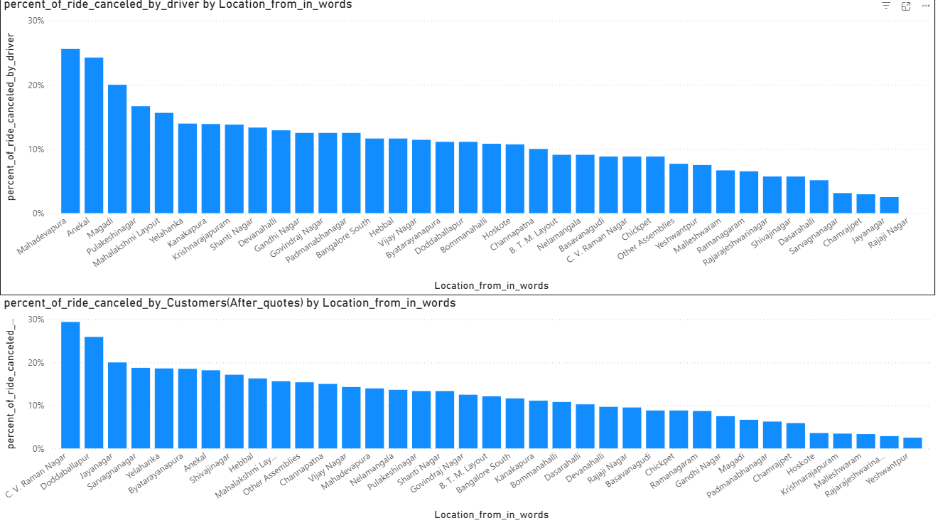 percent_of_ride_canceled_by_driver by Location_from_in_words
percent_of_ride_canceled_by_driver
30%
20%
10%
0%
Mahadevapura
Anekal
Magadi
Pulakeshinagar
Mahalakshmi Layout
Yelahanka
Kanakapura
Krishnarajapuram
Shanti Nagar
Devanahalli
Gandhi Nagar
Govindraj Nagar
Padmanabhanagar
Bangalore South
Hebbal
Vijay Nagar
Byatarayanapura
Doddaballapur
Bommanahalli
Hoskote
Channapatna
B. T. M. Layout
Nelamangala
Basavanagudi
C. V. Raman Nagar
Chickpet
Other Assemblies
Yeshwantpur
Malleshwaram
Ramanagaram
Rajarajeshwarinagar
Shivajinagar
Dasarahalli
Sarvagnanagar
Chamrajpet
Jayanagar
Rajaji Nagar
Location_from_in_words
percent_of_ride_canceled_by_Customers(After_quotes) by Location_from_in_words
percent_of_ride_canceled_...
30%
20%
10%
0%
C. V. Raman Nagar
Doddaballapur
Jayanagar
Sarvagnanagar
Yelahanka
Byatarayanapura
Anekal
Shivajinagar
Hebbal
Mahalakshmi Lay...
Other Assemblies
Channapatna
Vijay Nagar
Mahadevapura
Nelamangala
Pulakeshinagar
Shanti Nagar
Govindraj Nagar
B. T. M. Layout
Bangalore South
Kanakapura
Bommanahalli
Dasarahalli
Devanahalli
Rajaji Nagar
Basavanagudi
Chickpet
Ramanagaram
Gandhi Nagar
Magadi
Padmanabhanagar
Chamrajpet
Hoskote
Krishnarajapuram
Malleshwaram
Rajarajeshwarina...
Yeshwantpur
Location_from_in_words